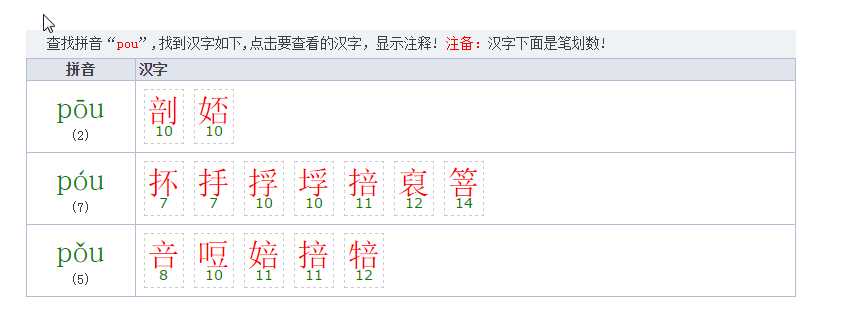 查找拼音“pou”,找到汉字如下,点击要查看的汉字，显示注释! 注备：汉字下面是笔划数!
拼音 汉字
pōu 剖 娝
(2) 10 10
póu 抔 抙 捊 垺 掊 裒 箁
(7) 7 7 10 10 11 12 14
pǒu 咅 哣 婄 掊 犃
(5) 8 10 11 11 12